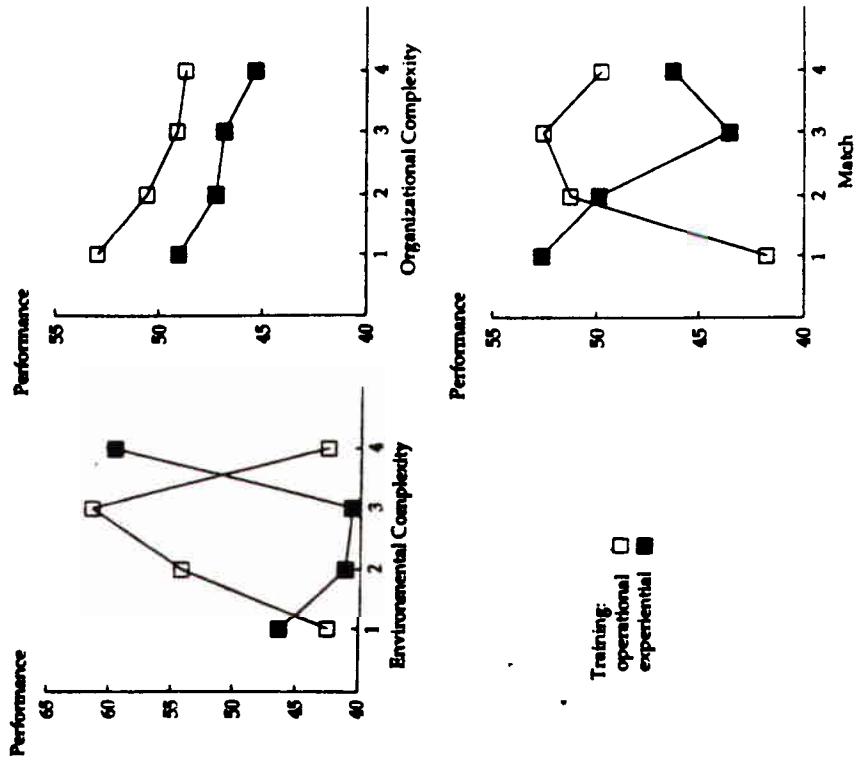 Performance
65
60
55
50
45
40
1 2 3 4
Environmental Complexity
Performance
55
50
45
40
1 2 3 4
Organizational Complexity
Training:
operational
experiential
Performance
55
50
45
40
1 2 3 4
Match